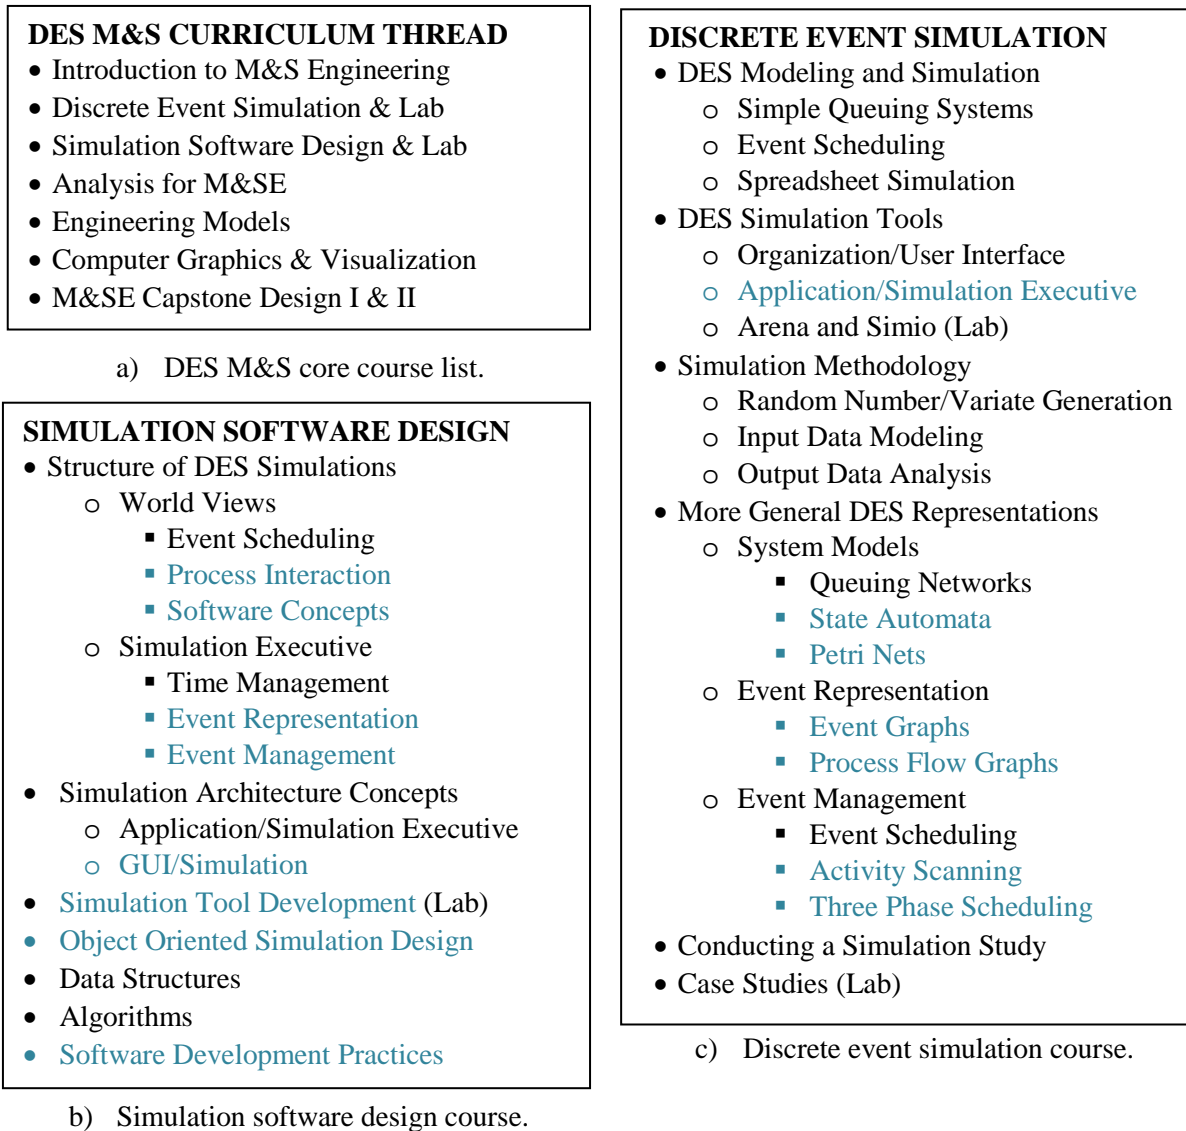 DES M&S CURRICULUM THREAD
• Introduction to M&S Engineering
• Discrete Event Simulation & Lab
• Simulation Software Design & Lab
• Analysis for M&SE
• Engineering Models
• Computer Graphics & Visualization
• M&SE Capstone Design I & II
a) DES M&S core course list.
SIMULATION SOFTWARE DESIGN
• Structure of DES Simulations
o World Views
▪ Event Scheduling
▪ Process Interaction
▪ Software Concepts
o Simulation Executive
▪ Time Management
▪ Event Representation
▪ Event Management
• Simulation Architecture Concepts
o Application/Simulation Executive
o GUI/Simulation
• Simulation Tool Development (Lab)
• Object Oriented Simulation Design
• Data Structures
• Algorithms
• Software Development Practices
b) Simulation software design course.
DISCRETE EVENT SIMULATION
• DES Modeling and Simulation
o Simple Queuing Systems
o Event Scheduling
o Spreadsheet Simulation
• DES Simulation Tools
o Organization/User Interface
o Application/Simulation Executive
o Arena and Simio (Lab)
• Simulation Methodology
o Random Number/Variate Generation
o Input Data Modeling
o Output Data Analysis
• More General DES Representations
o System Models
▪ Queuing Networks
▪ State Automata
▪ Petri Nets
o Event Representation
▪ Event Graphs
▪ Process Flow Graphs
o Event Management
▪ Event Scheduling
▪ Activity Scanning
▪ Three Phase Scheduling
• Conducting a Simulation Study
• Case Studies (Lab)
c) Discrete event simulation course.